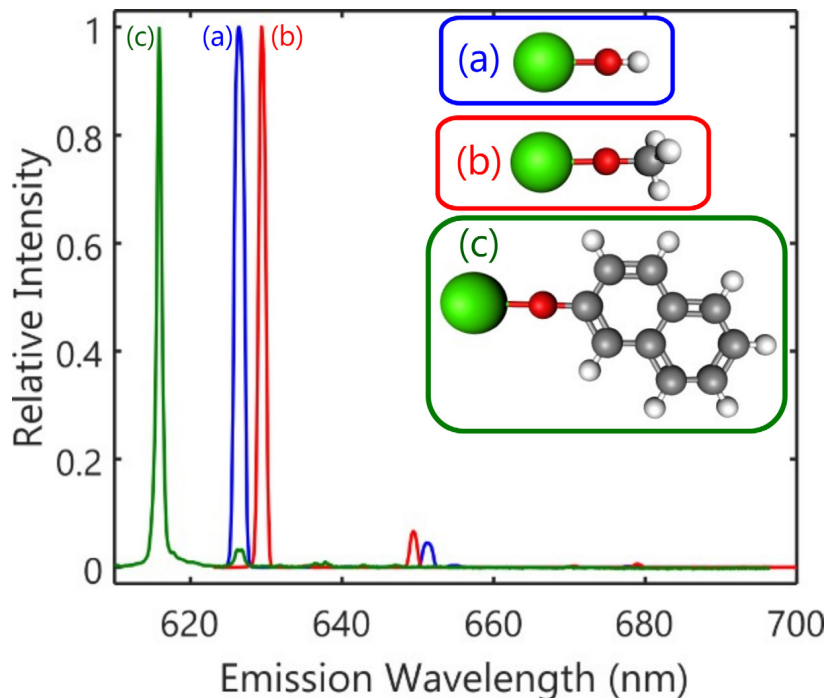 (c) (a) (b)
(a)
(b)
(c)
1
0.8
0.6
0.4
0.2
0
Relative Intensity
620 640 660 680 700
Emission Wavelength (nm)